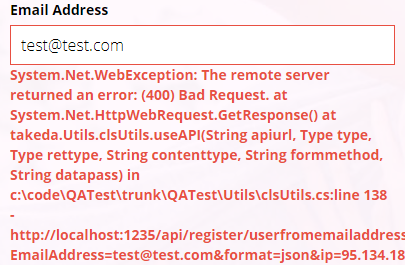 Email Address
test@test.com
System.Net.WebException: The remote server
returned an error: (400) Bad Request. at
System.Net.HttpWebRequest.GetResponse() at
takeda.Utils.clsUtils.useAPI(String apiurl, Type type,
Type rettype, String contenttype, String formmethod,
String datapass) in
c:\code\QATest\trunk\QATest\Utils\clsUtils.cs:line 138
-
http://localhost:1235/api/register/userfromemailaddress
EmailAddress=test@test.com&format=json&ip=95.134.18